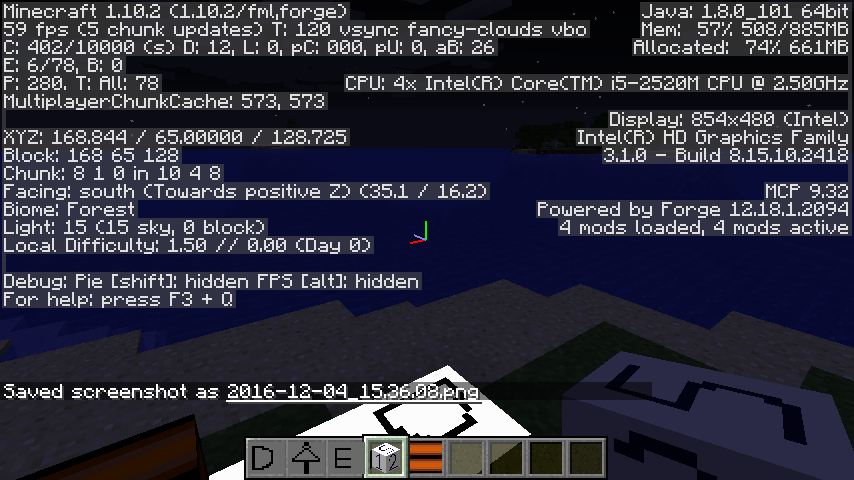 Minecraft 1.10.2 (1.10.2/fml,forge)
59 fps (5 chunk updates) T: 120 vsync fancy-clouds vbo
C: 402/10000 (s) D: 12, L: 0, pC: 000, pU: 0, aB: 26
E: 6/78, B: 0
P: 280. T: All: 78
MultiplayerChunkCache: 573, 573
XYZ: 168.844 / 65.00000 / 128.725
Block: 168 65 128
Chunk: 8 1 0 in 10 4 8
Facing: south (Towards positive Z) (35.1 / 16.2)
Biome: Forest
Light: 15 (15 sky, 0 block)
Local Difficulty: 1.50 // 0.00 (Day 0)
Debug: Pie [shift]: hidden FPS [alt]: hidden
For help: press F3 + Q
Java: 1.8.0_101 64bit
Mem: 57% 508/885MB
Allocated: 74% 661MB
CPU: 4x Intel(R) Core(TM) i5-2520M CPU @ 2.50GHz
Display: 854x480 (Intel)
Intel(R) HD Graphics Family
3.1.0 - Build 8.15.10.2418
MCP 9.32
Powered by Forge 12.18.1.2094
4 mods loaded, 4 mods active
Saved screenshot as 2016-12-04_15.36.08.png
D
E
1 2